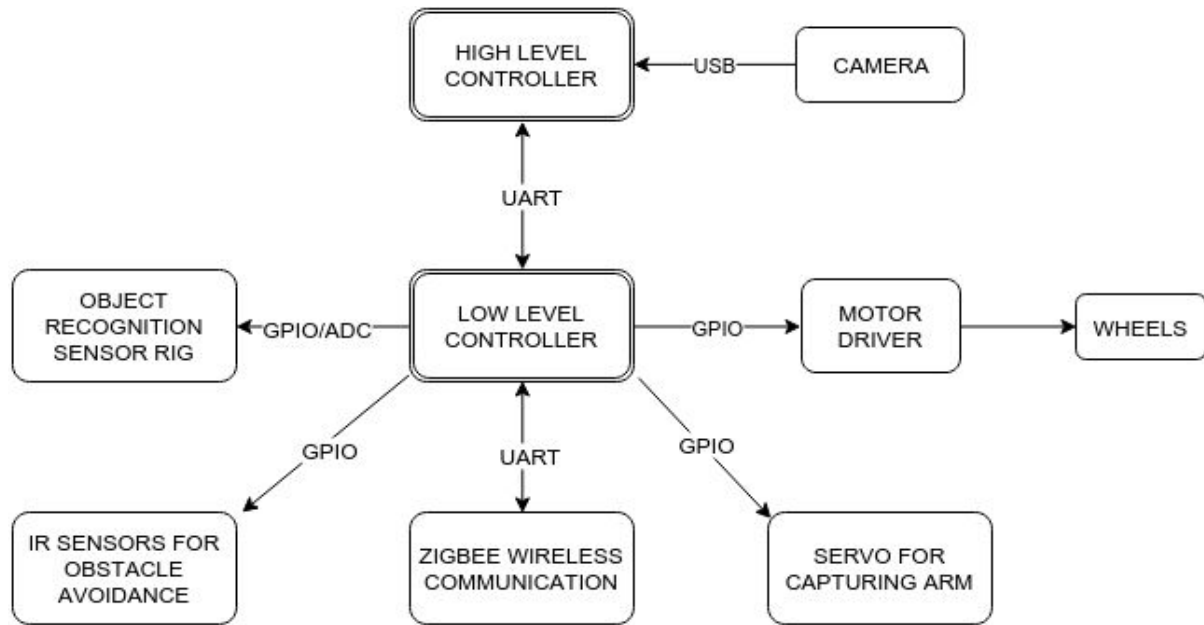 HIGH LEVEL
CONTROLLER
USB
CAMERA
UART
OBJECT
RECOGNITION
SENSOR RIG
GPIO/ADC
LOW LEVEL
CONTROLLER
GPIO
MOTOR
DRIVER
WHEELS
GPIO
UART
GPIO
IR SENSORS FOR
OBSTACLE
AVOIDANCE
ZIGBEE WIRELESS
COMMUNICATION
SERVO FOR
CAPTURING ARM